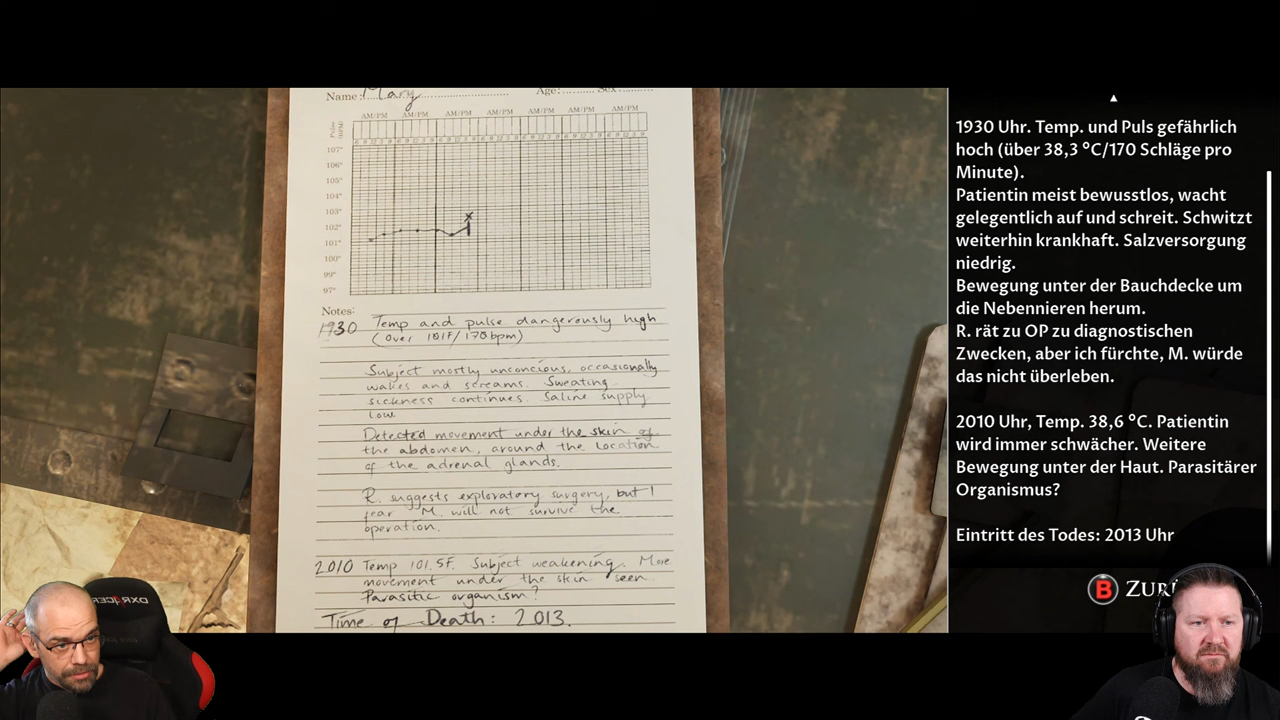 Name: Mary Age: Sex
AM/PM AM/PM AM/PM AM/PM AM/PM AM/PM AM/PM
107°
106°
105°
104°
103°
102°
101°
100°
99°
97°
Notes:
1930 Temp and pulse dangerously high
(over 101F/170bpm)
Subject mostly unconcious, occasionally
wakes and screams. Sweating
sickness continues. Saline supply
low
Detected movement under the skin of
the abdomen, around the location
of the adrenal glands.
R. suggests exploratory surgery, but I
fear M. will not survive the
operation.
2010 Temp 101.5F. Subject weakening. More
movement under the skin seen.
Parasitic organism?
Time of Death: 2013.
1930 Uhr. Temp. und Puls gefährlich
hoch (über 38,3 °C/170 Schläge pro
Minute).
Patientin meist bewusstlos, wacht
gelegentlich auf und schreit. Schwitzt
weiterhin krankhaft. Salzversorgung
niedrig.
Bewegung unter der Bauchdecke um
die Nebennieren herum.
R. rät zu OP zu diagnostischen
Zwecken, aber ich fürchte, M. würde
das nicht überleben.
2010 Uhr, Temp. 38,6 °C. Patientin
wird immer schwächer. Weitere
Bewegung unter der Haut. Parasitärer
Organismus?
Eintritt des Todes: 2013 Uhr
B ZURÜ
DXRACER